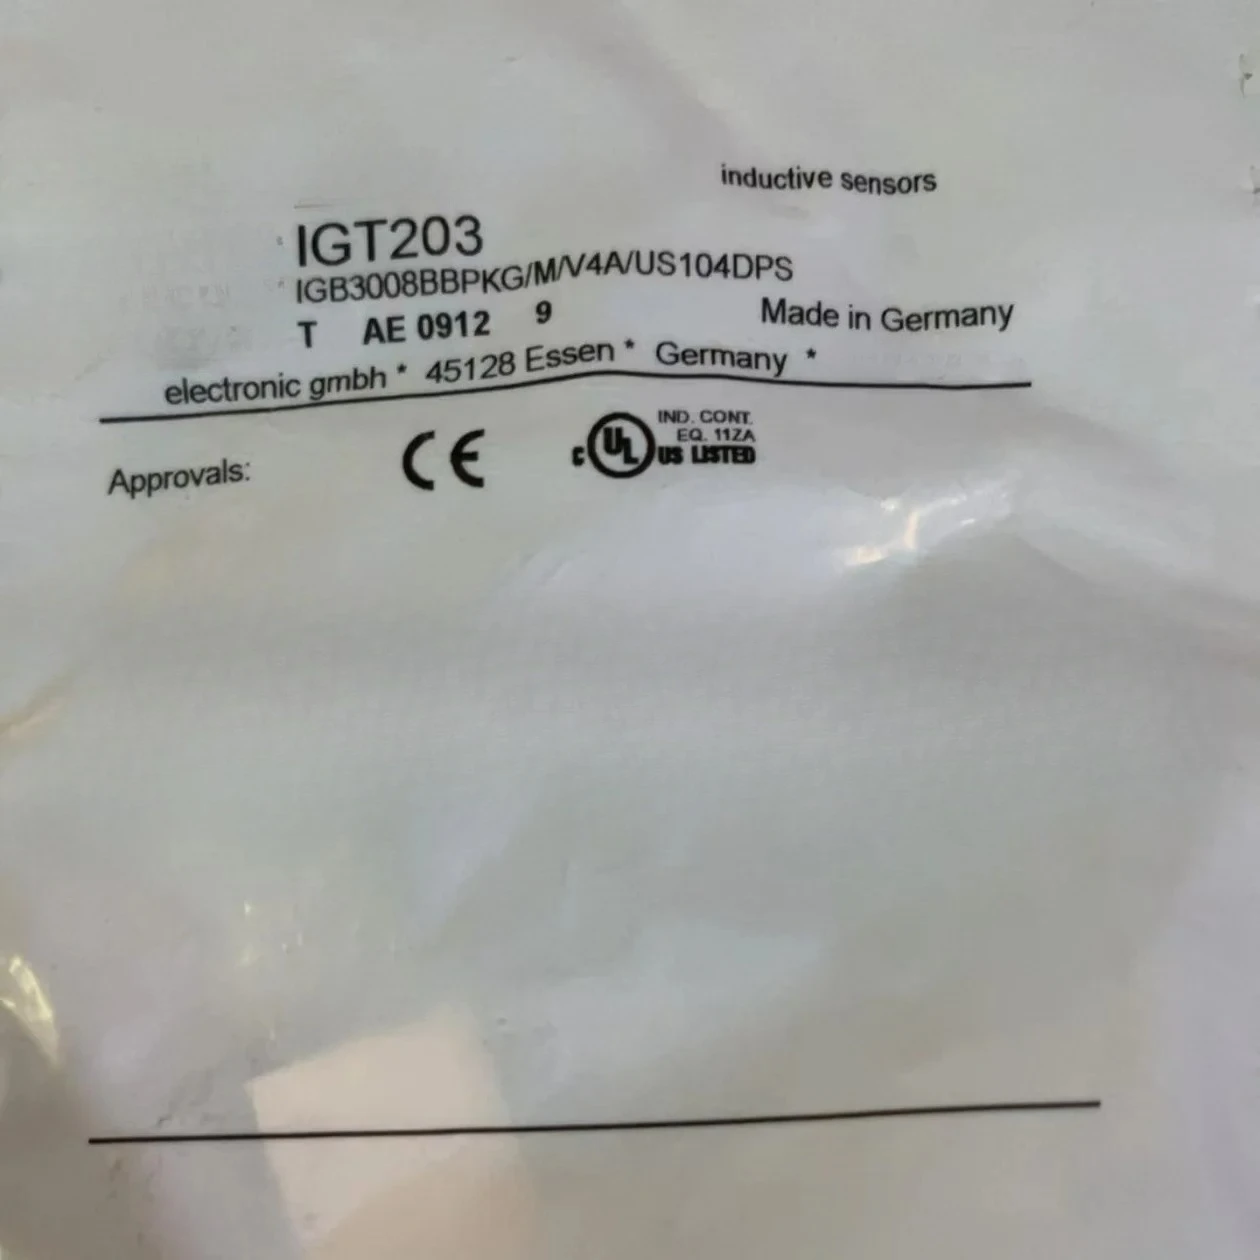 inductive sensors
IGT203
IGB3008BBPKG/M/V4A/US104DPS
T AE 0912 9
Made in Germany
electronic gmbh * 45128 Essen * Germany *
Approvals:
CE
c UL US LISTED
IND. CONT.
EQ. 11ZA